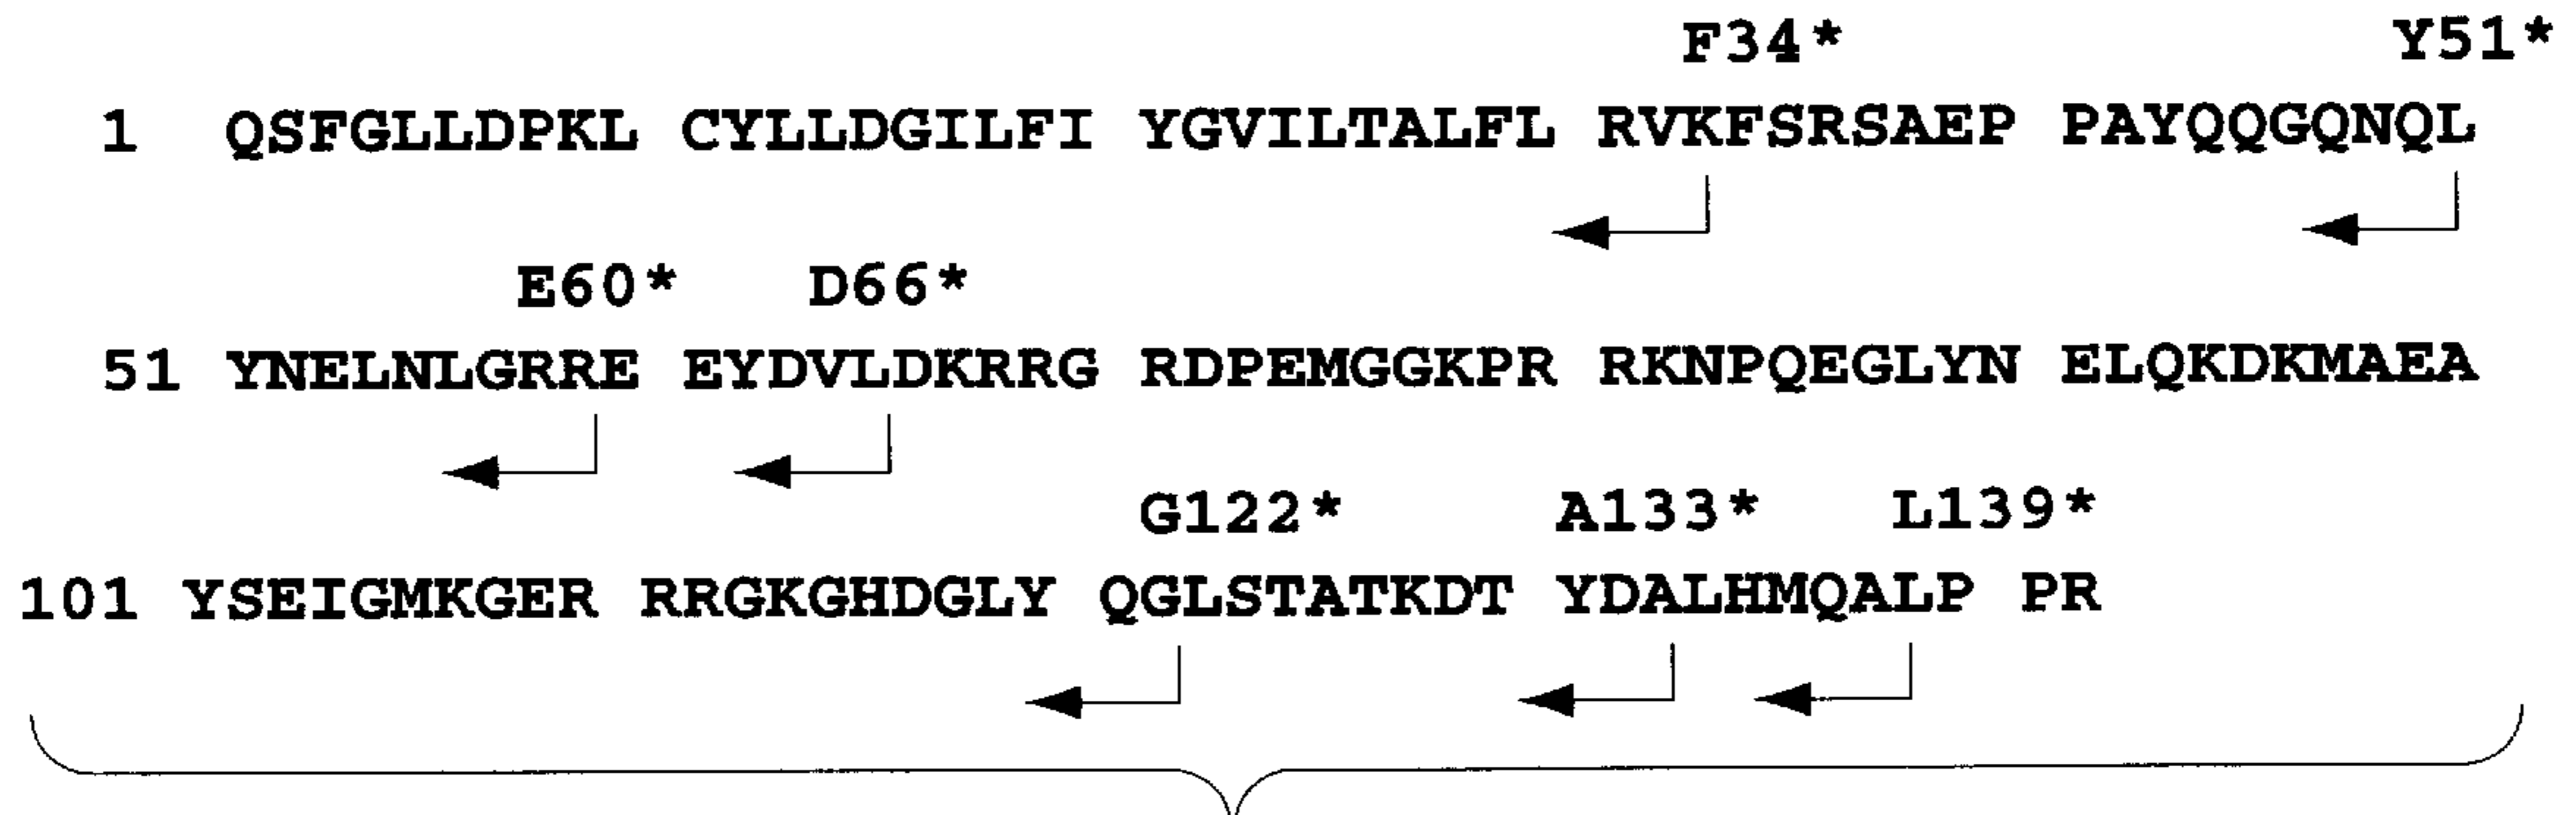 F34* Y51*
1 QSFGLLDPKL CYLLDGILFI YGVILTALFL RVKFSRSAEP PAYQQGQNQL
E60* D66*
51 YNELNLGRRE EYDVLDKRRG RDPEMGGKPR RKNPQEGLYN ELQKDKMAEA
G122* A133* L139*
101 YSEIGMKGER RRGKGHDGLY QGLSTATKDT YDALHMQALP PR